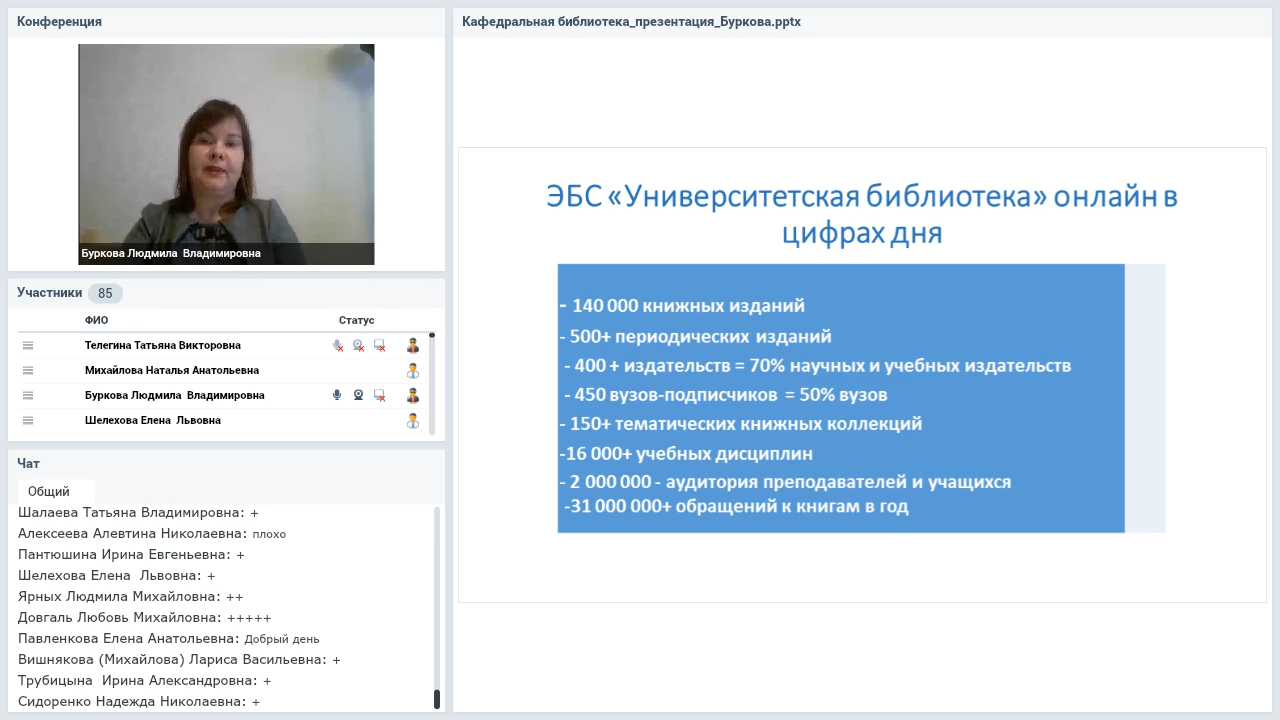 Конференция
Буркова Людмила  Владимировна
Участники 85
ФИО Статус
Телегина Татьяна Викторовна
Михайлова Наталья Анатольевна
Буркова Людмила  Владимировна
Шелехова Елена  Львовна
Чат
Общий
Шалаева Татьяна Владимировна: +
Алексеева Алевтина Николаевна: плохо
Пантюшина Ирина Евгеньевна: +
Шелехова Елена  Львовна: +
Ярных Людмила Михайловна: ++
Довгаль Любовь Михайловна: +++++
Павленкова Елена Анатольевна: Добрый день
Вишнякова (Михайлова) Лариса Васильевна: +
Трубицына  Ирина Александровна: +
Сидоренко Надежда Николаевна: +
Кафедральная библиотека_презентация_Буркова.pptx
ЭБС «Университетская библиотека» онлайн в
цифрах дня
- 140 000 книжных изданий
- 500+ периодических изданий
- 400 + издательств = 70% научных и учебных издательств
- 450 вузов-подписчиков = 50% вузов
- 150+ тематических книжных коллекций
-16 000+ учебных дисциплин
- 2 000 000 - аудитория преподавателей и учащихся
-31 000 000+ обращений к книгам в год